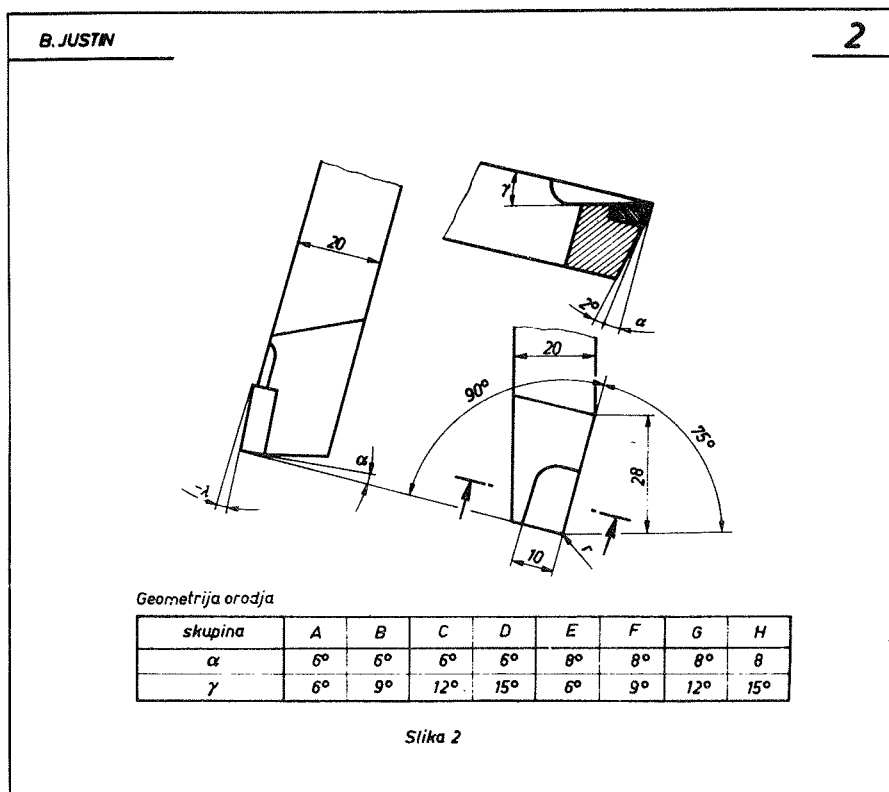 B. JUSTIN
2
γ
20
2°
α
20
90°
75°
α
28
-λ
10
r
Geometrija orodja
skupina A B C D E F G H
α 6° 6° 6° 6° 8° 8° 8° 8
γ 6° 9° 12° 15° 6° 9° 12° 15°
Slika 2